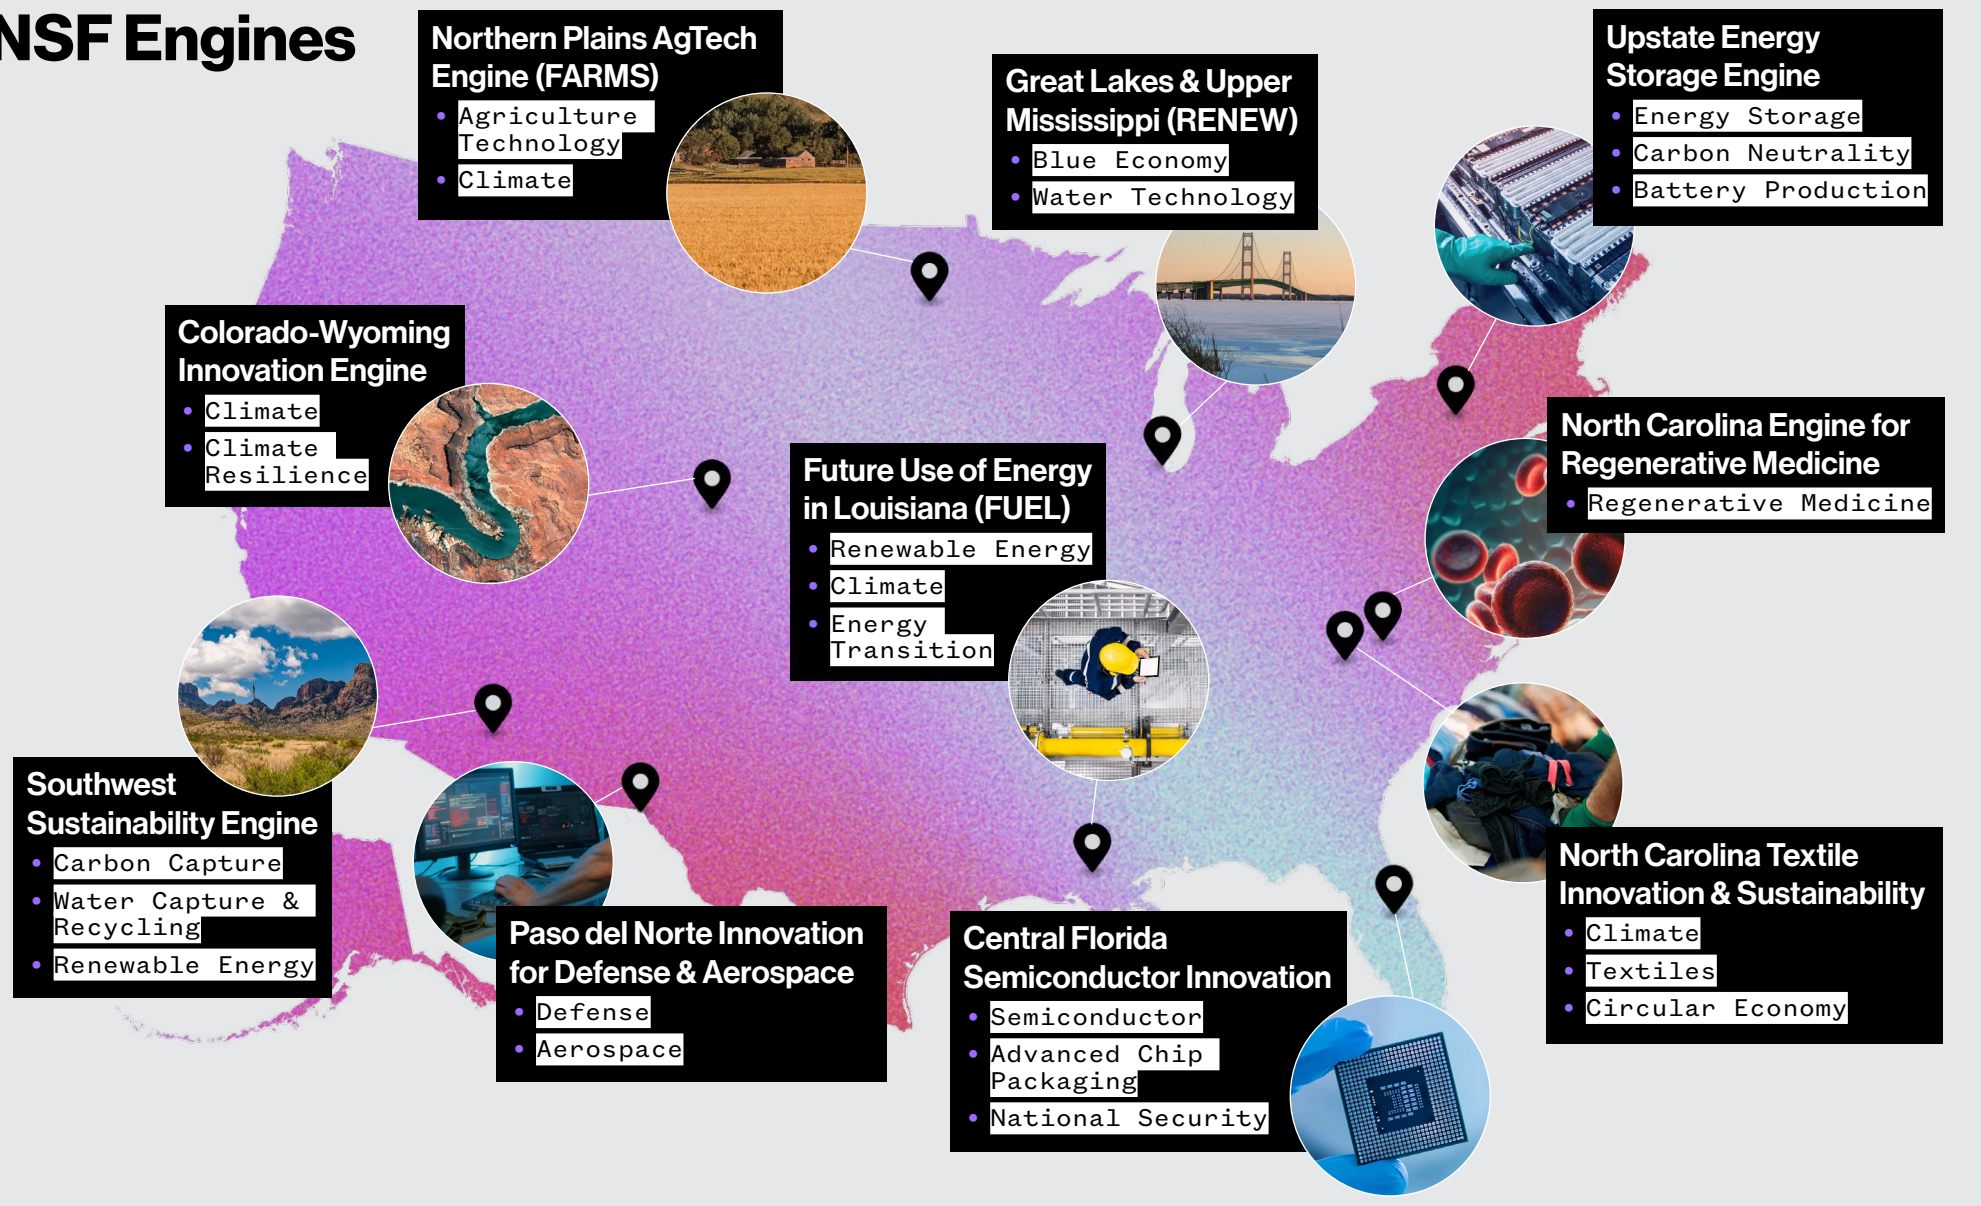 NSF Engines
Northern Plains AgTech
Engine (FARMS)
• Agriculture
Technology
• Climate
Great Lakes & Upper
Mississippi (RENEW)
• Blue Economy
• Water Technology
Upstate Energy
Storage Engine
• Energy Storage
• Carbon Neutrality
• Battery Production
Colorado-Wyoming
Innovation Engine
• Climate
• Climate
Resilience
Future Use of Energy
in Louisiana (FUEL)
• Renewable Energy
• Climate
• Energy
Transition
North Carolina Engine for
Regenerative Medicine
• Regenerative Medicine
Southwest
Sustainability Engine
• Carbon Capture
• Water Capture &
Recycling
• Renewable Energy
Paso del Norte Innovation
for Defense & Aerospace
• Defense
• Aerospace
Central Florida
Semiconductor Innovation
• Semiconductor
• Advanced Chip
Packaging
• National Security
North Carolina Textile
Innovation & Sustainability
• Climate
• Textiles
• Circular Economy